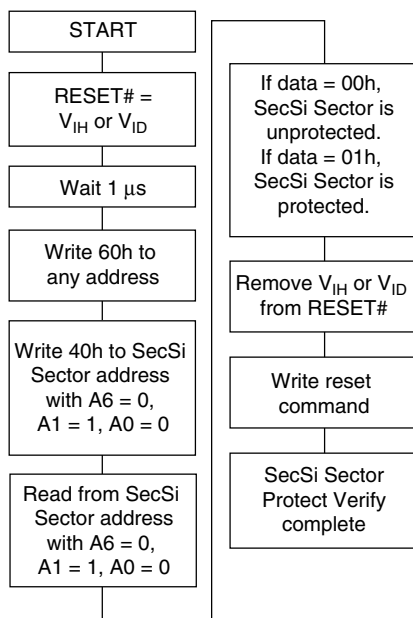 START
RESET# =
V_IH or V_ID
Wait 1 μs
Write 60h to
any address
Write 40h to SecSi
Sector address
with A6 = 0,
A1 = 1, A0 = 0
Read from SecSi
Sector address
with A6 = 0,
A1 = 1, A0 = 0
If data = 00h,
SecSi Sector is
unprotected.
If data = 01h,
SecSi Sector is
protected.
Remove V_IH or V_ID
from RESET#
Write reset
command
SecSi Sector
Protect Verify
complete